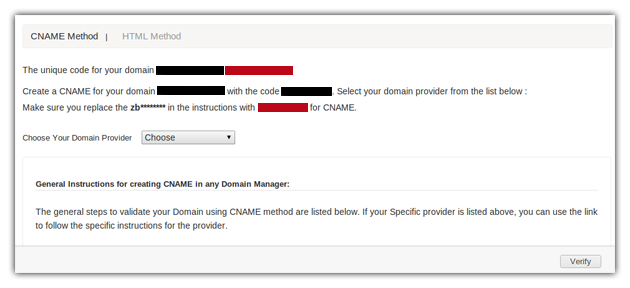 CNAME Method | HTML Method
The unique code for your domain
Create a CNAME for your domain with the code . Select your domain provider from the list below :
Make sure you replace the zb******** in the instructions with for CNAME.
Choose Your Domain Provider Choose
General Instructions for creating CNAME in any Domain Manager:
The general steps to validate your Domain using CNAME method are listed below. If your Specific provider is listed above, you can use the link
to follow the specific instructions for the provider.
Verify